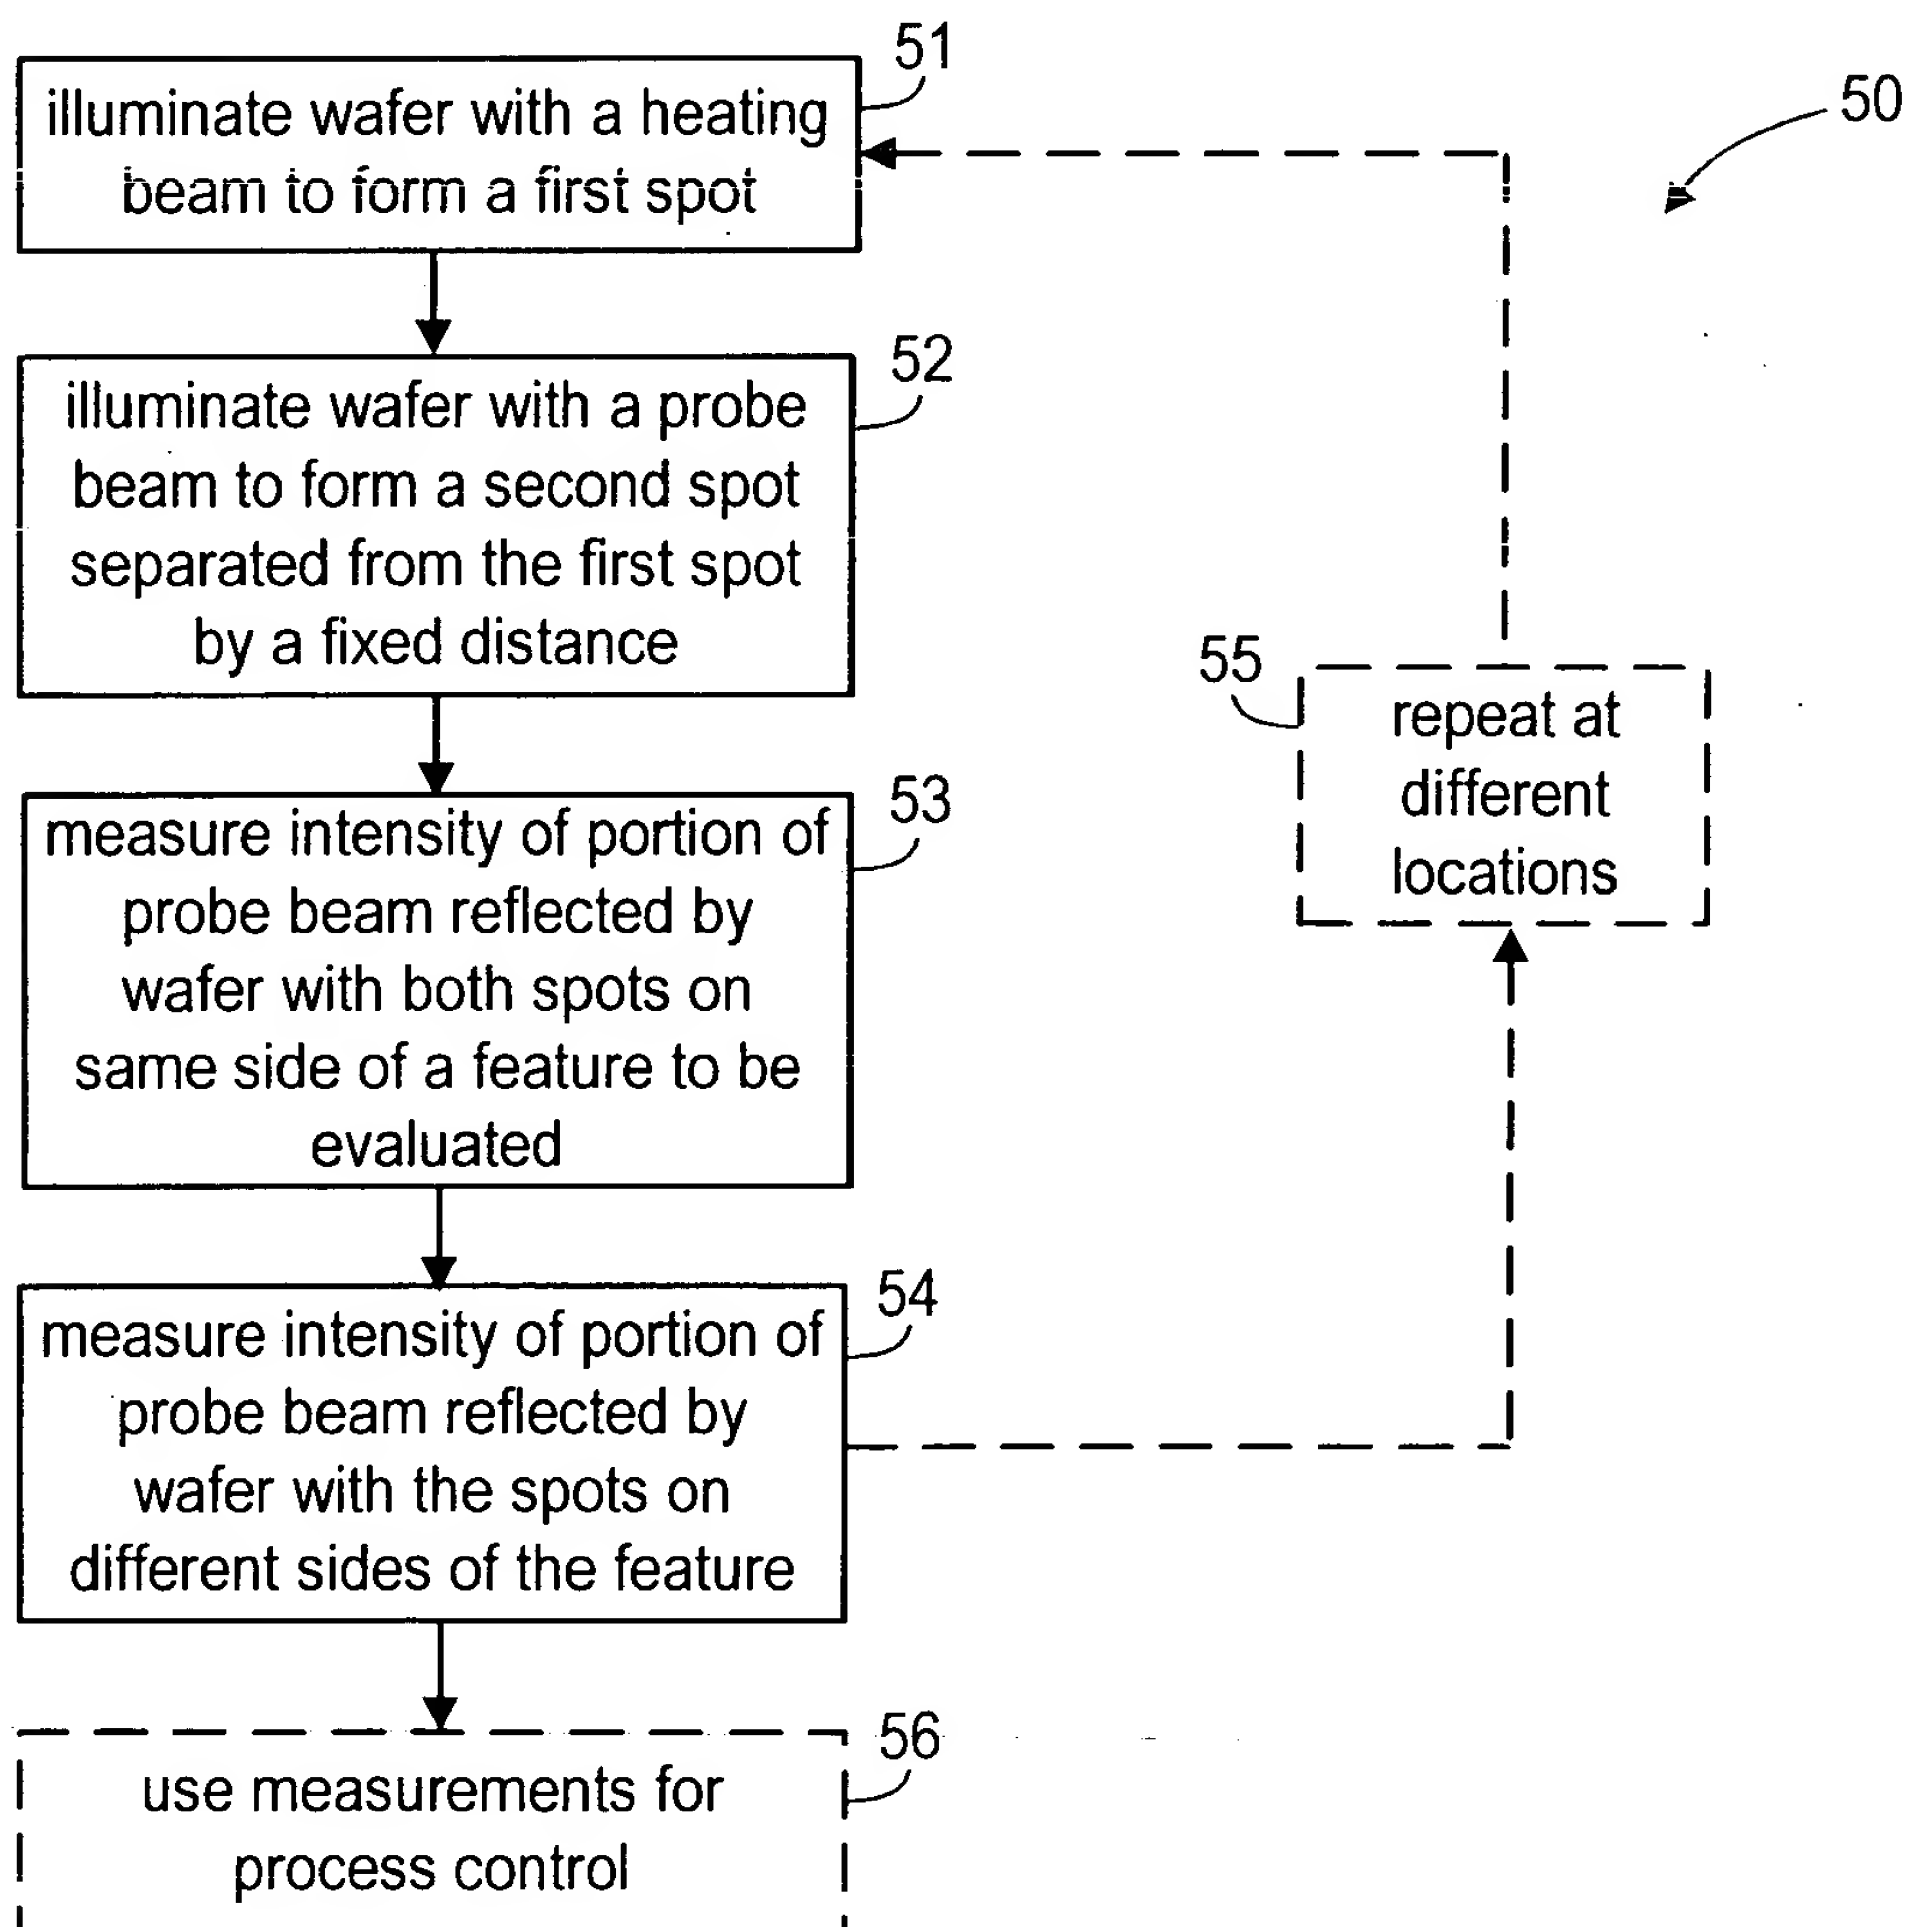 51
illuminate wafer with a heating
beam to form a first spot
50
52
illuminate wafer with a probe
beam to form a second spot
separated from the first spot
by a fixed distance
55
repeat at
different
locations
53
measure intensity of portion of
probe beam reflected by
wafer with both spots on
same side of a feature to be
evaluated
54
measure intensity of portion of
probe beam reflected by
wafer with the spots on
different sides of the feature
56
use measurements for
process control